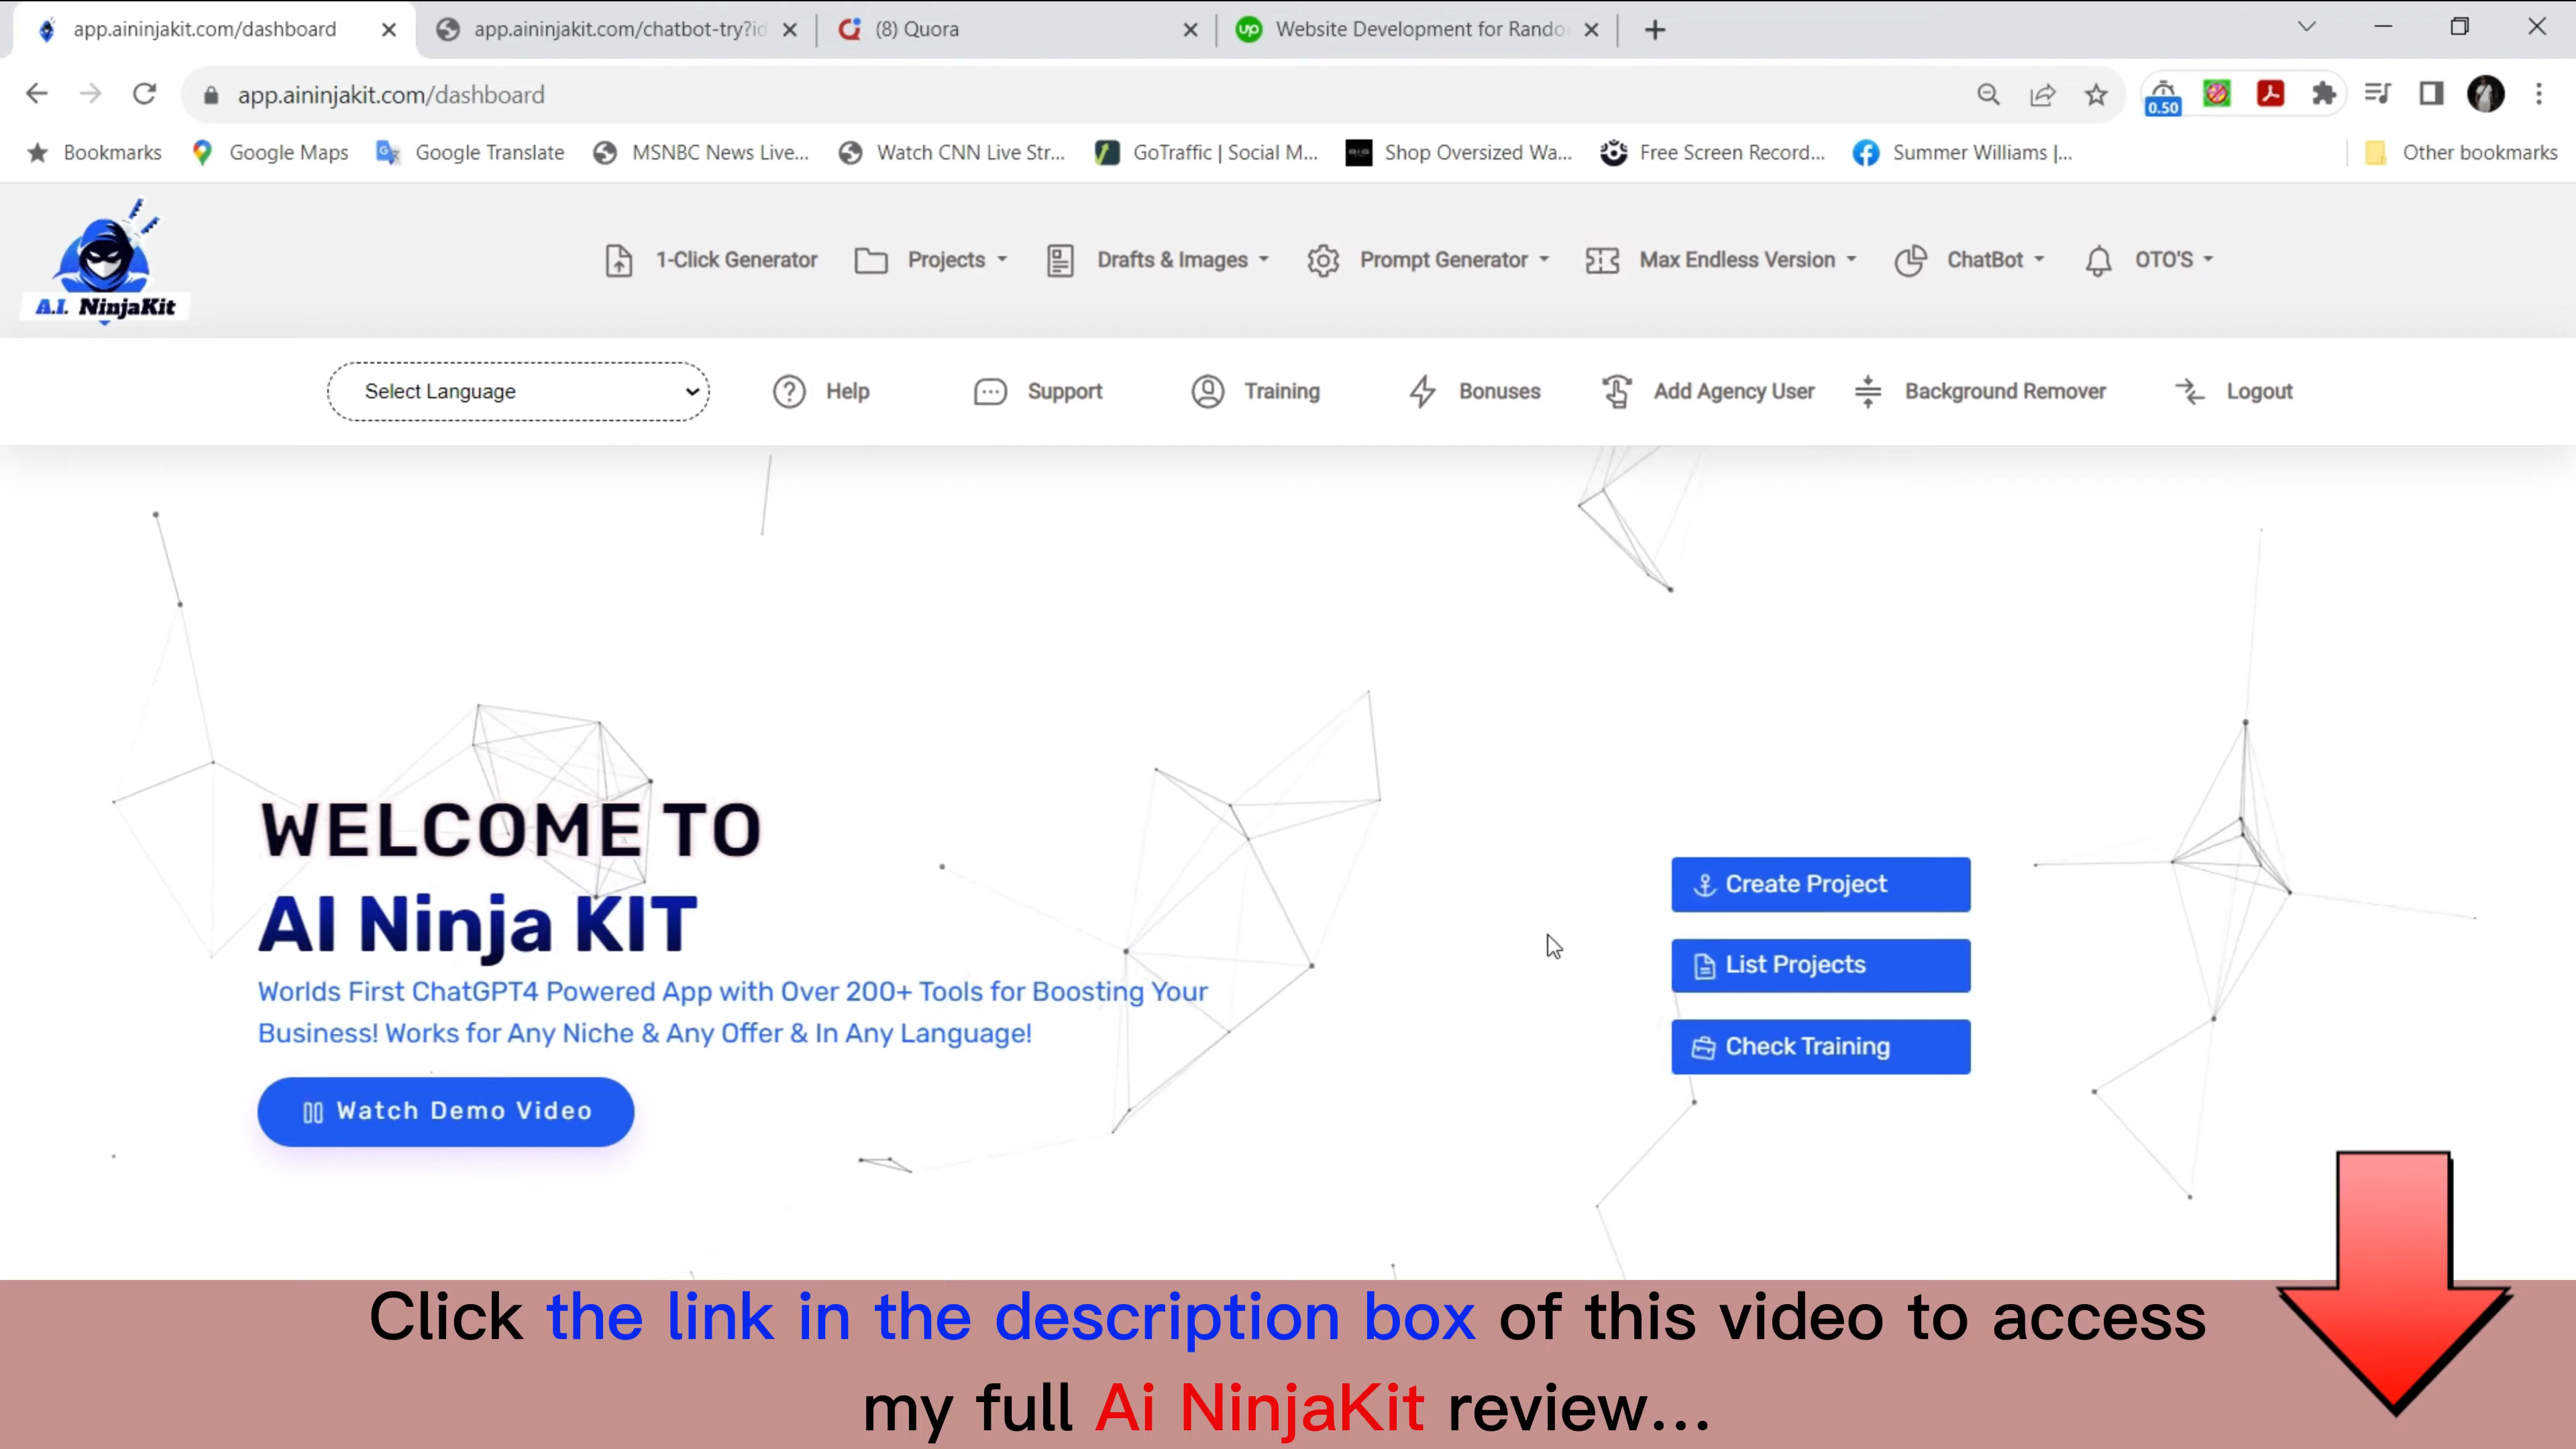 app.aininjakit.com/dashboard
app.aininjakit.com/chatbot-try?id
(8) Quora
up
Website Development for Rando
app.aininjakit.com/dashboard
0.50
Bookmarks
Google Maps
Google Translate
MSNBC News Live...
Watch CNN Live Str...
GoTraffic | Social M...
Shop Oversized Wa...
Free Screen Record...
Summer Williams |...
Other bookmarks
A.I. NinjaKit
1-Click Generator
Projects
Drafts & Images
Prompt Generator
Max Endless Version
ChatBot
OTO'S
Select Language
Help
Support
Training
Bonuses
Add Agency User
Background Remover
Logout
WELCOME TO
AI Ninja KIT
Worlds First ChatGPT4 Powered App with Over 200+ Tools for Boosting Your
Business! Works for Any Niche & Any Offer & In Any Language!
Watch Demo Video
Create Project
List Projects
Check Training
Click the link in the description box of this video to access
my full Ai NinjaKit review...